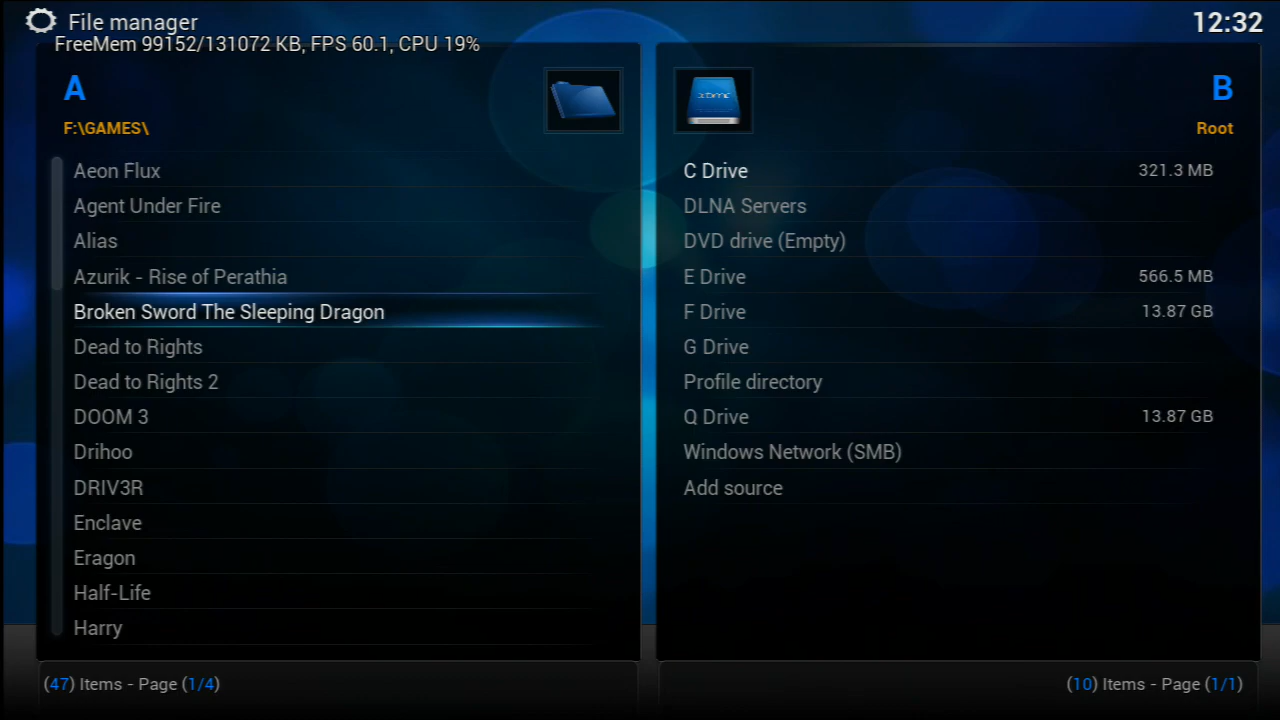 File manager
12:32
FreeMem 99152/131072 KB, FPS 60.1, CPU 19%
A
F:\GAMES\
Aeon Flux
Agent Under Fire
Alias
Azurik - Rise of Perathia
Broken Sword The Sleeping Dragon
Dead to Rights
Dead to Rights 2
DOOM 3
Drihoo
DRIV3R
Enclave
Eragon
Half-Life
Harry
(47) Items - Page (1/4)
xbmc
B
Root
C Drive 321.3 MB
DLNA Servers
DVD drive (Empty)
E Drive 566.5 MB
F Drive 13.87 GB
G Drive
Profile directory
Q Drive 13.87 GB
Windows Network (SMB)
Add source
(10) Items - Page (1/1)